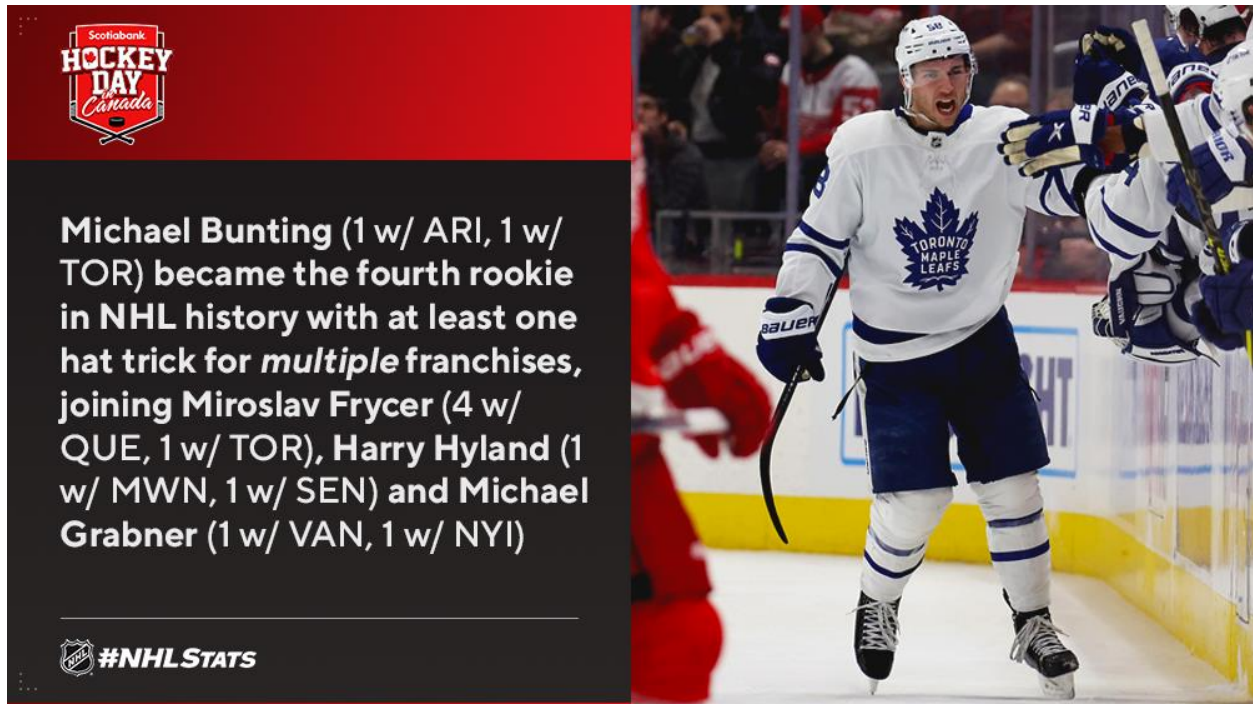 Scotiabank
HOCKEY
DAY
in
Canada
Michael Bunting (1 w/ ARI, 1 w/
TOR) became the fourth rookie
in NHL history with at least one
hat trick for multiple franchises,
joining Miroslav Frycer (4 w/
QUE, 1 w/ TOR), Harry Hyland (1
w/ MWN, 1 w/ SEN) and Michael
Grabner (1 w/ VAN, 1 w/ NYI)
NHL
#NHLSTATS
58
TORONTO
MAPLE
LEAFS
BAUER